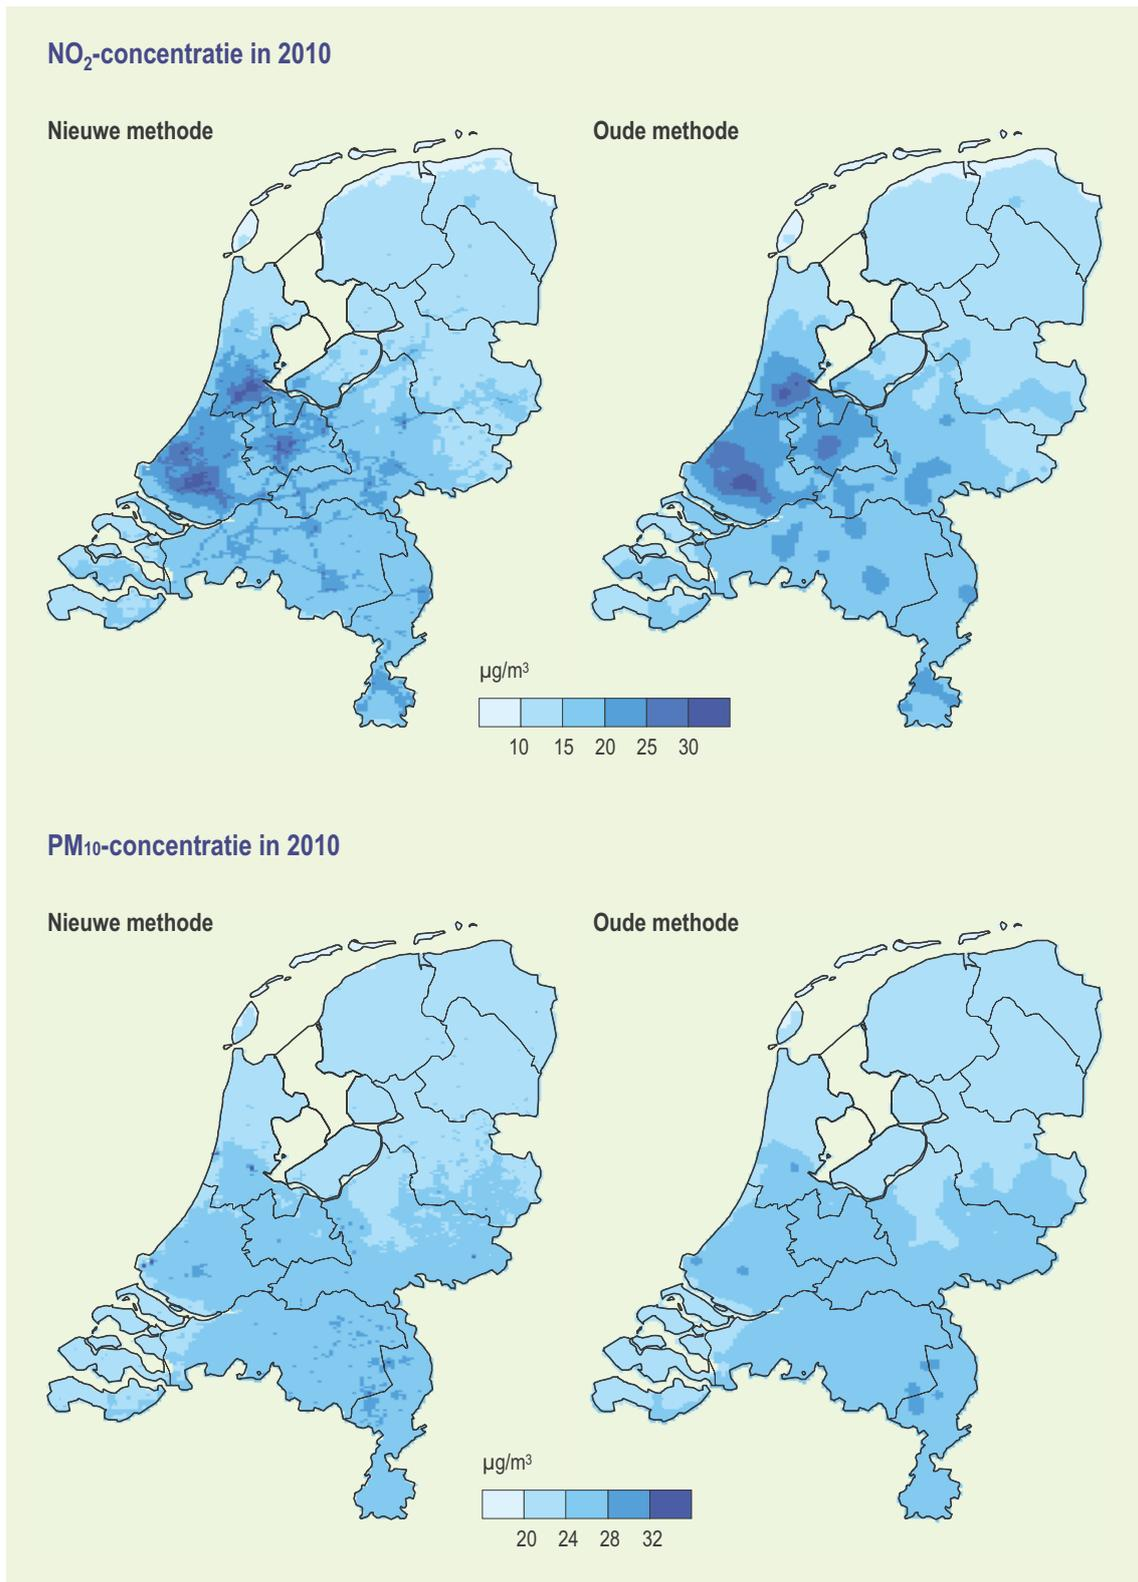 NO₂-concentratie in 2010
Nieuwe methode
Oude methode
µg/m³
10 15 20 25 30
PM₁₀-concentratie in 2010
Nieuwe methode
Oude methode
µg/m³
20 24 28 32